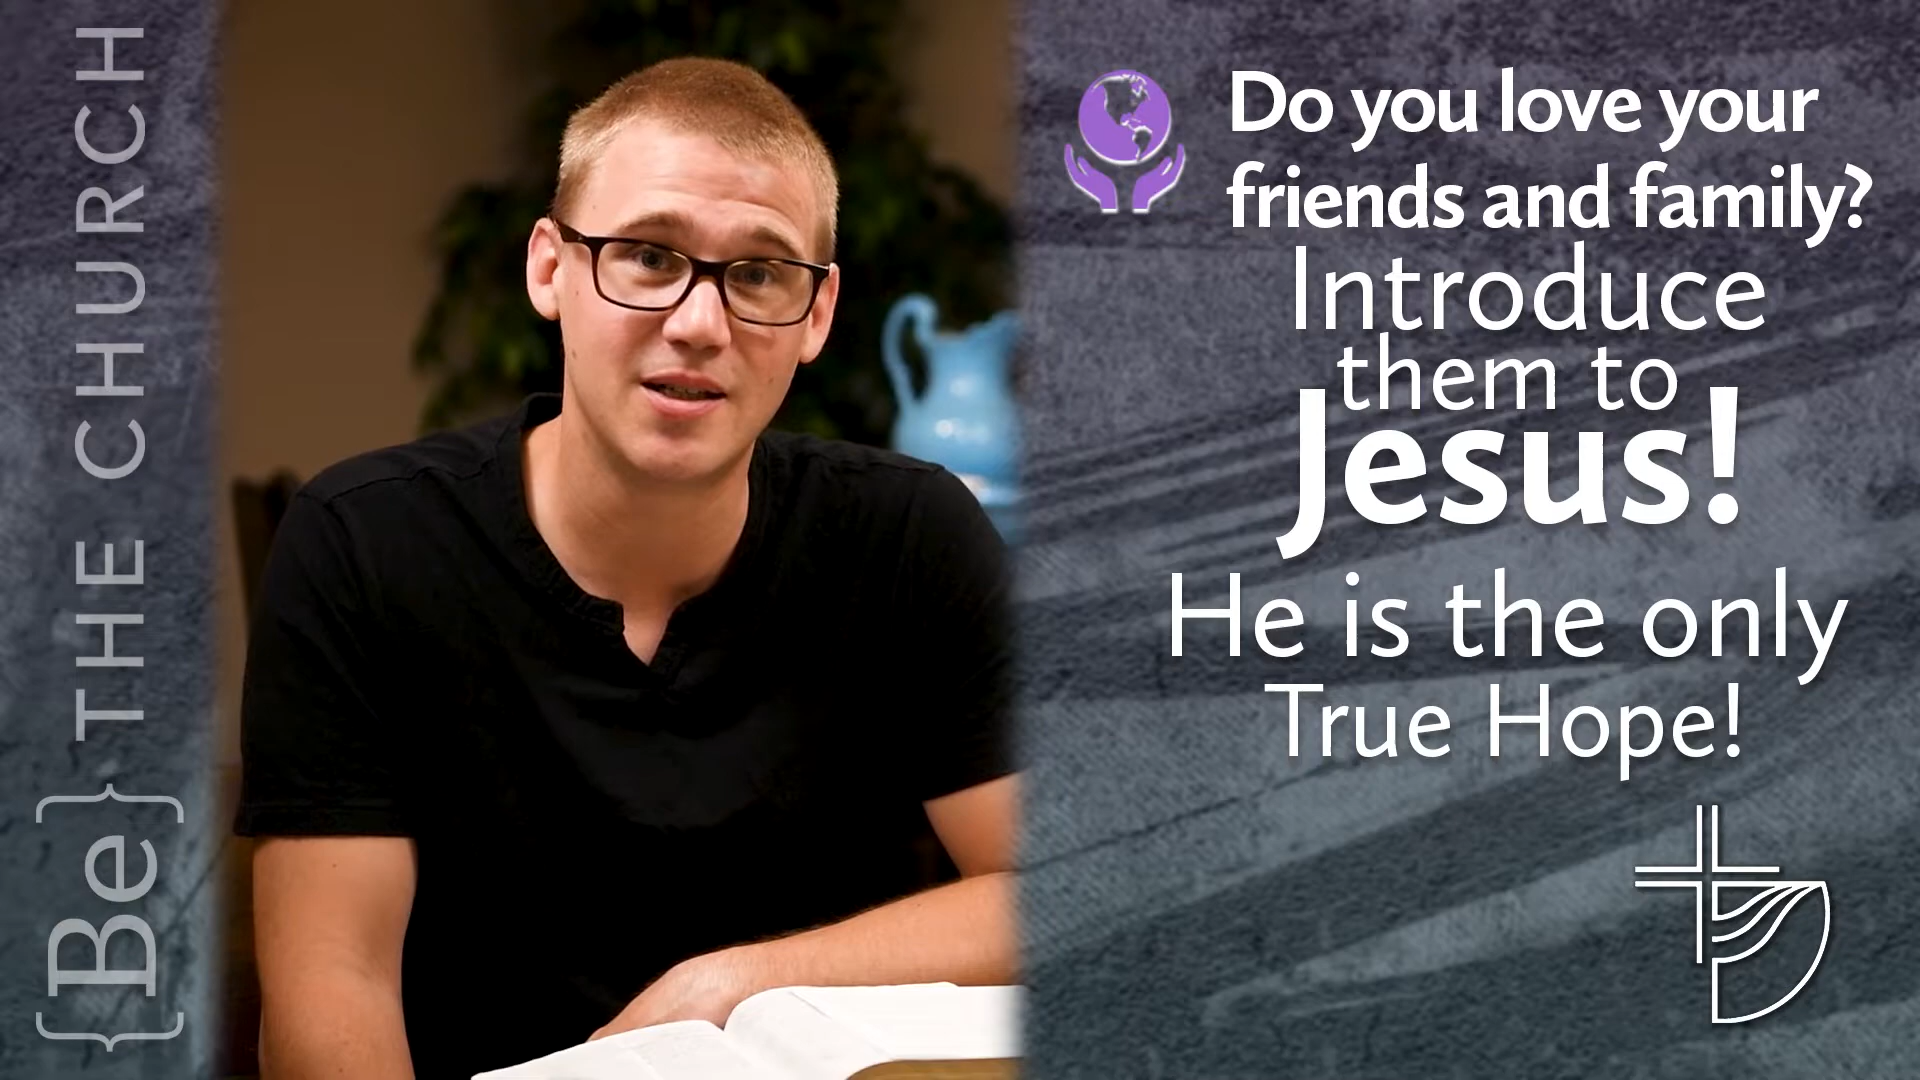 {Be} THE CHURCH
Do you love your
friends and family?
Introduce
them to
Jesus!
He is the only
True Hope!